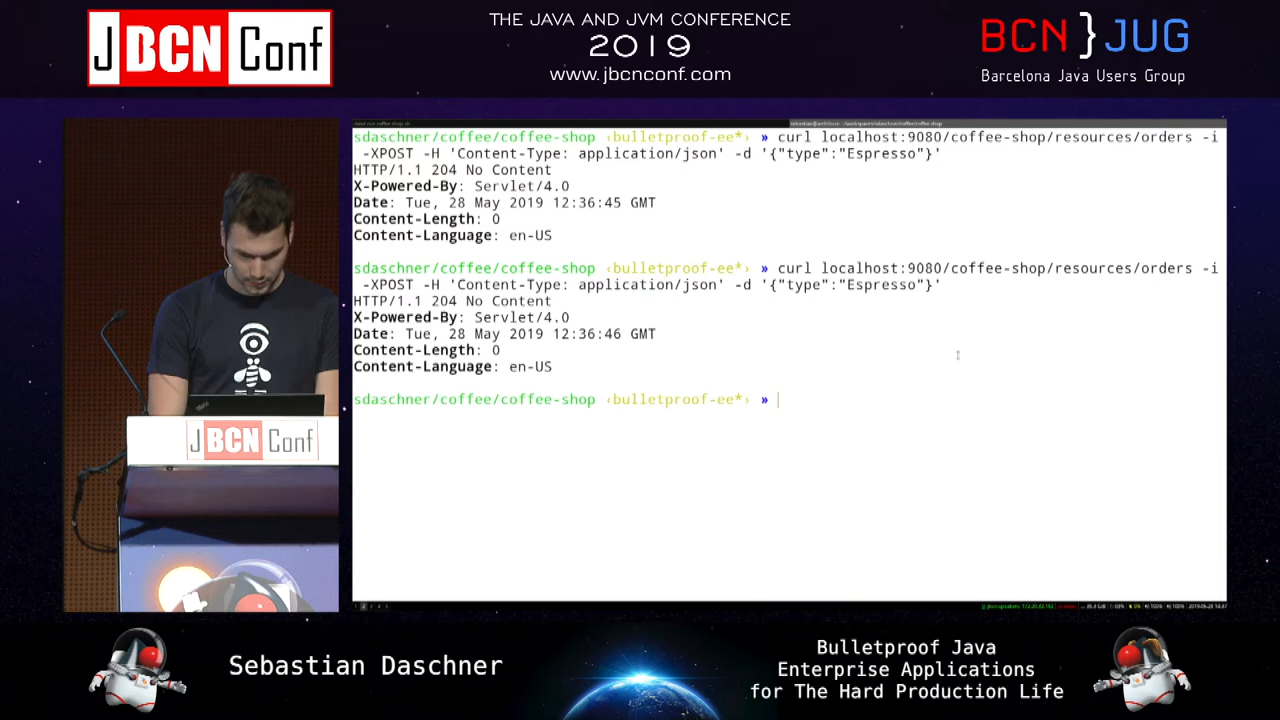 J BCN Conf
THE JAVA AND JVM CONFERENCE
2019
www.jbcnconf.com
BCN } JUG
Barcelona Java Users Group
sdaschner/coffee/coffee-shop ‹bulletproof-ee*› » curl localhost:9080/coffee-shop/resources/orders -i
-XPOST -H 'Content-Type: application/json' -d '{"type":"Espresso"}'
HTTP/1.1 204 No Content
X-Powered-By: Servlet/4.0
Date: Tue, 28 May 2019 12:36:45 GMT
Content-Length: 0
Content-Language: en-US
sdaschner/coffee/coffee-shop ‹bulletproof-ee*› » curl localhost:9080/coffee-shop/resources/orders -i
-XPOST -H 'Content-Type: application/json' -d '{"type":"Espresso"}'
HTTP/1.1 204 No Content
X-Powered-By: Servlet/4.0
Date: Tue, 28 May 2019 12:36:46 GMT
Content-Length: 0
Content-Language: en-US
sdaschner/coffee/coffee-shop ‹bulletproof-ee*› »
J BCN Conf
Sebastian Daschner
Bulletproof Java
Enterprise Applications
for The Hard Production Life